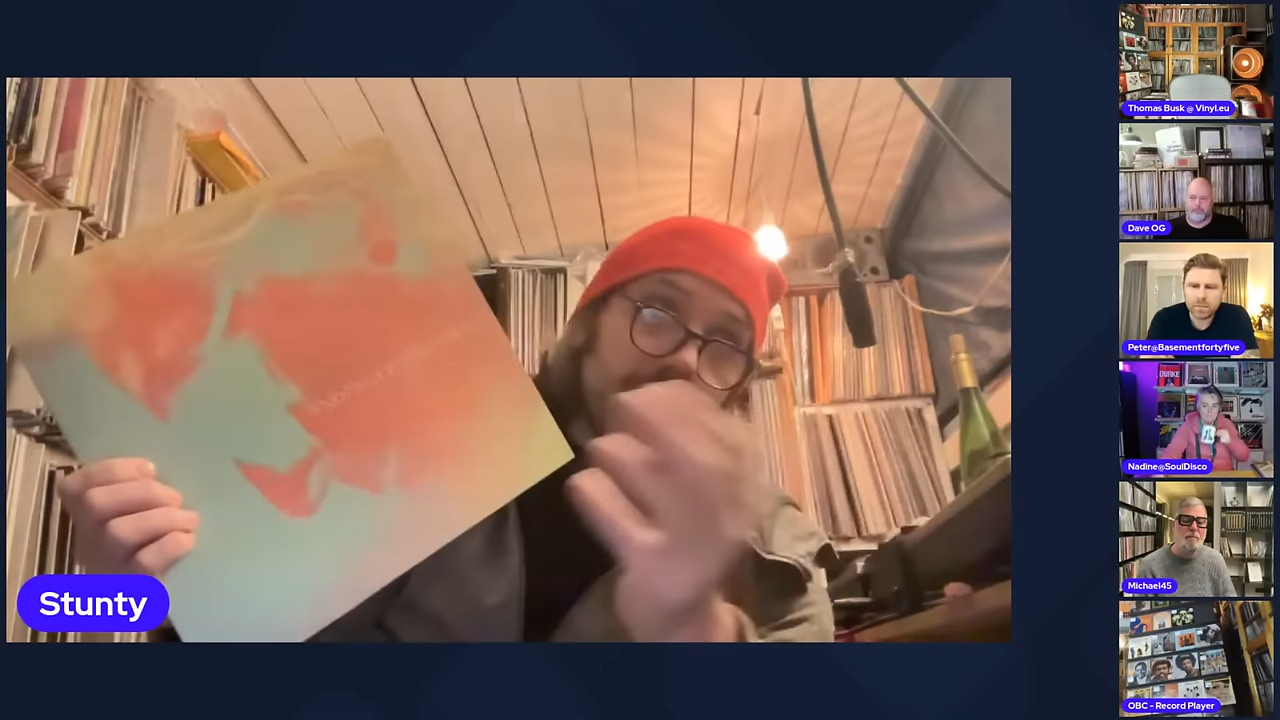 Stunty
Thomas Busk @ Vinyl.eu
Dave OG
Peter@Basementfortyfive
Nadine@SoulDisco
Michael45
OBC - Record Player